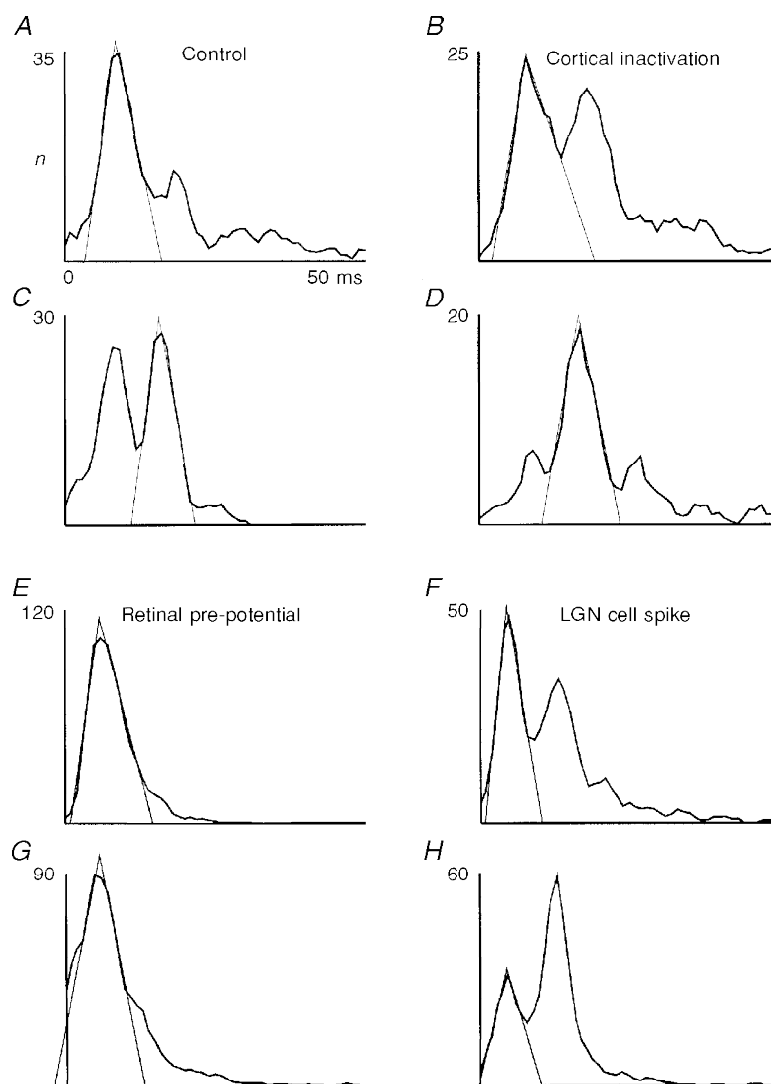 A
B
35
Control
25
Cortical inactivation
n
0
50 ms
C
D
30
20
E
F
120
Retinal pre-potential
50
LGN cell spike
G
H
90
60